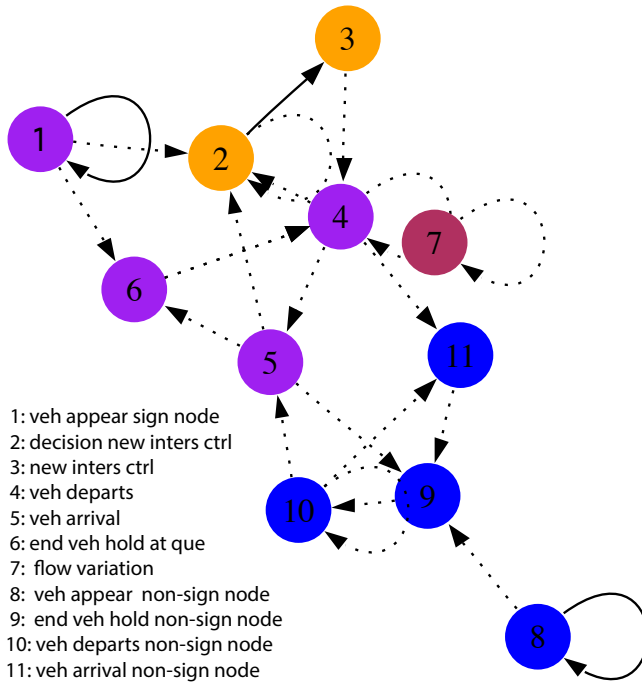 3
1
2
4
7
6
5
11
10
9
8
1: veh appear sign node
2: decision new inters ctrl
3: new inters ctrl
4: veh departs
5: veh arrival
6: end veh hold at que
7: flow variation
8: veh appear non-sign node
9: end veh hold non-sign node
10: veh departs non-sign node
11: veh arrival non-sign node